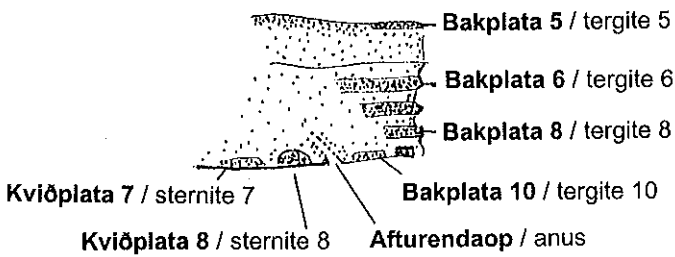 Bakplata 5 / tergite 5
Bakplata 6 / tergite 6
Bakplata 8 / tergite 8
Bakplata 10 / tergite 10
Kviðplata 7 / sternite 7
Kviðplata 8 / sternite 8
Afturendaop / anus